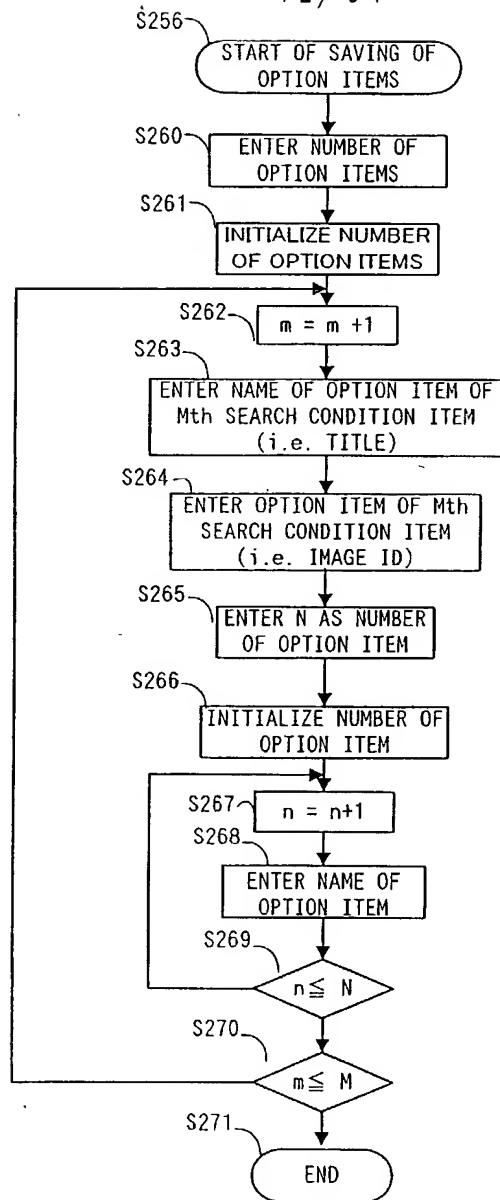 S256
START OF SAVING OF
OPTION ITEMS
S260
ENTER NUMBER OF
OPTION ITEMS
S261
INITIALIZE NUMBER
OF OPTION ITEMS
S262
m = m +1
S263
ENTER NAME OF OPTION ITEM OF
Mth SEARCH CONDITION ITEM
(i.e. TITLE)
S264
ENTER OPTION ITEM OF Mth
SEARCH CONDITION ITEM
(i.e. IMAGE ID)
S265
ENTER N AS NUMBER
OF OPTION ITEM
S266
INITIALIZE NUMBER OF
OPTION ITEM
S267
n = n+1
S268
ENTER NAME OF
OPTION ITEM
S269
n ≦ N
S270
m ≦ M
S271
END